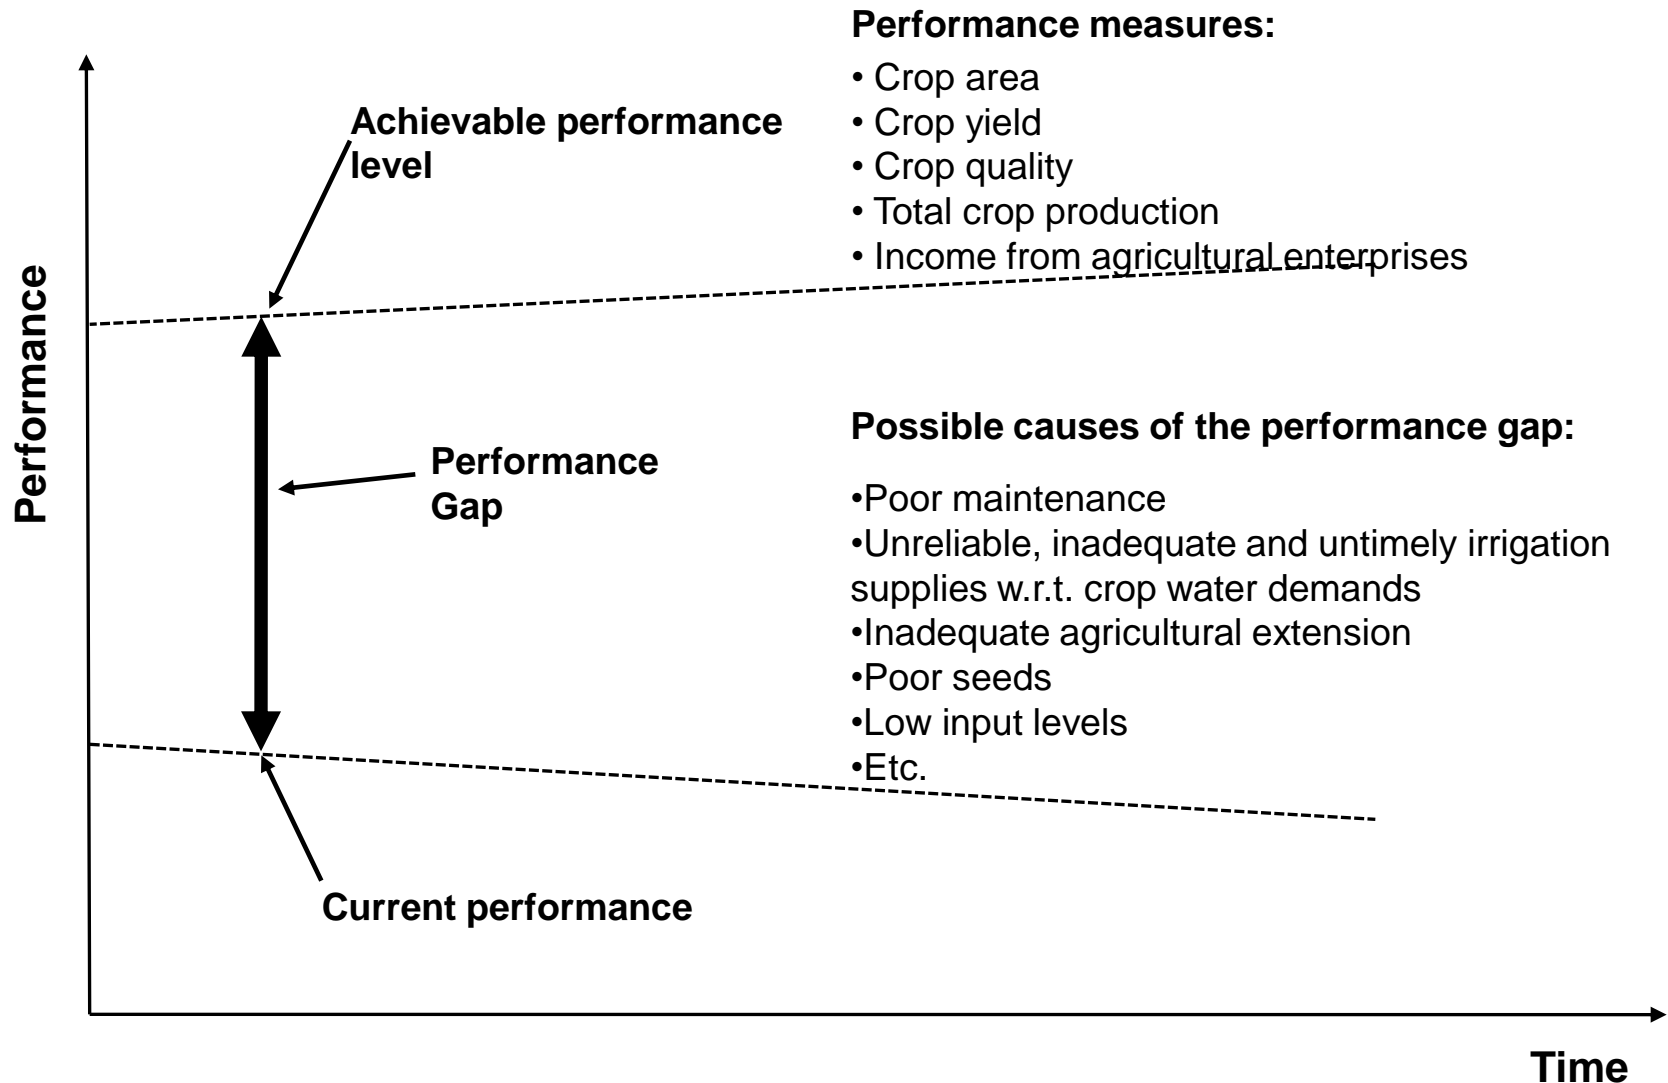 Performance measures:
• Crop area
• Crop yield
• Crop quality
• Total crop production
• Income from agricultural enterprises
Achievable performance
level
Performance
Performance
Gap
Possible causes of the performance gap:
•Poor maintenance
•Unreliable, inadequate and untimely irrigation
supplies w.r.t. crop water demands
•Inadequate agricultural extension
•Poor seeds
•Low input levels
•Etc.
Current performance
Time